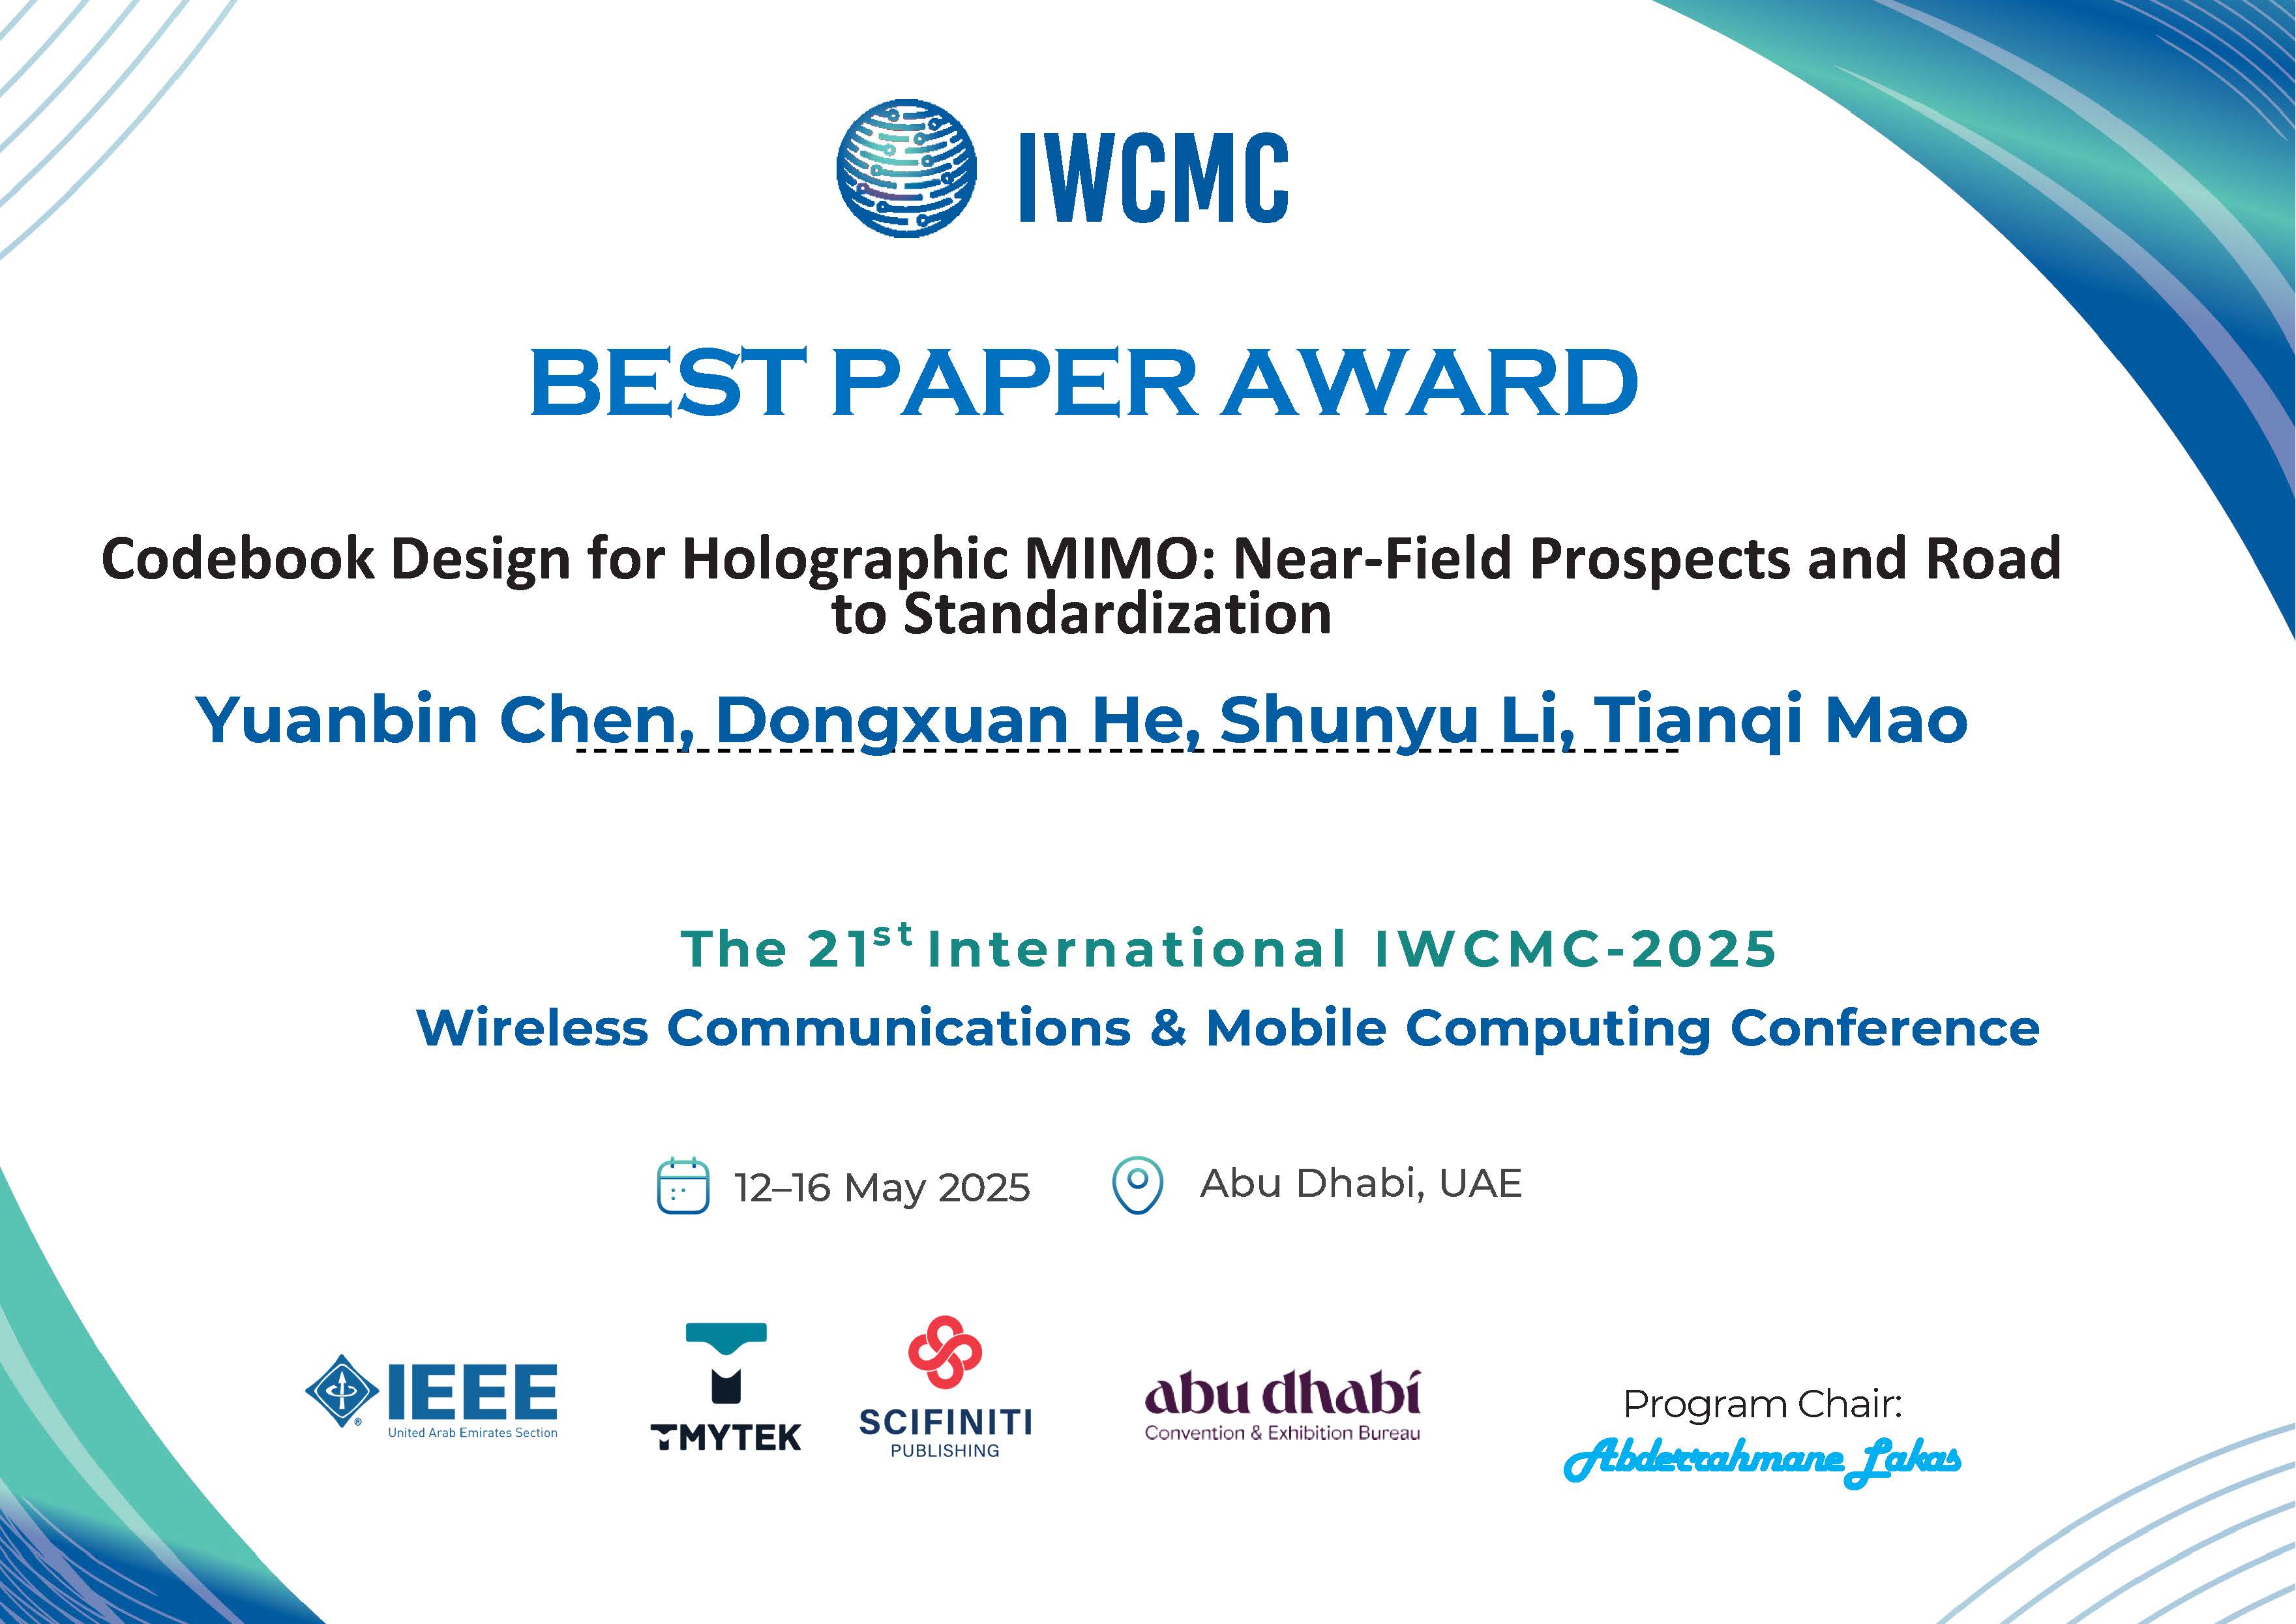 IWCMC
BEST PAPER AWARD
Codebook Design for Holographic MIMO: Near-Field Prospects and Road
to Standardization
Yuanbin Chen, Dongxuan He, Shunyu Li, Tianqi Mao
The 21st International IWCMC-2025
Wireless Communications & Mobile Computing Conference
12–16 May 2025
Abu Dhabi, UAE
IEEE
United Arab Emirates Section
TMYTEK
SCIFINITI
PUBLISHING
abu dhabi
Convention & Exhibition Bureau
Program Chair:
Abderrahmane Lakas